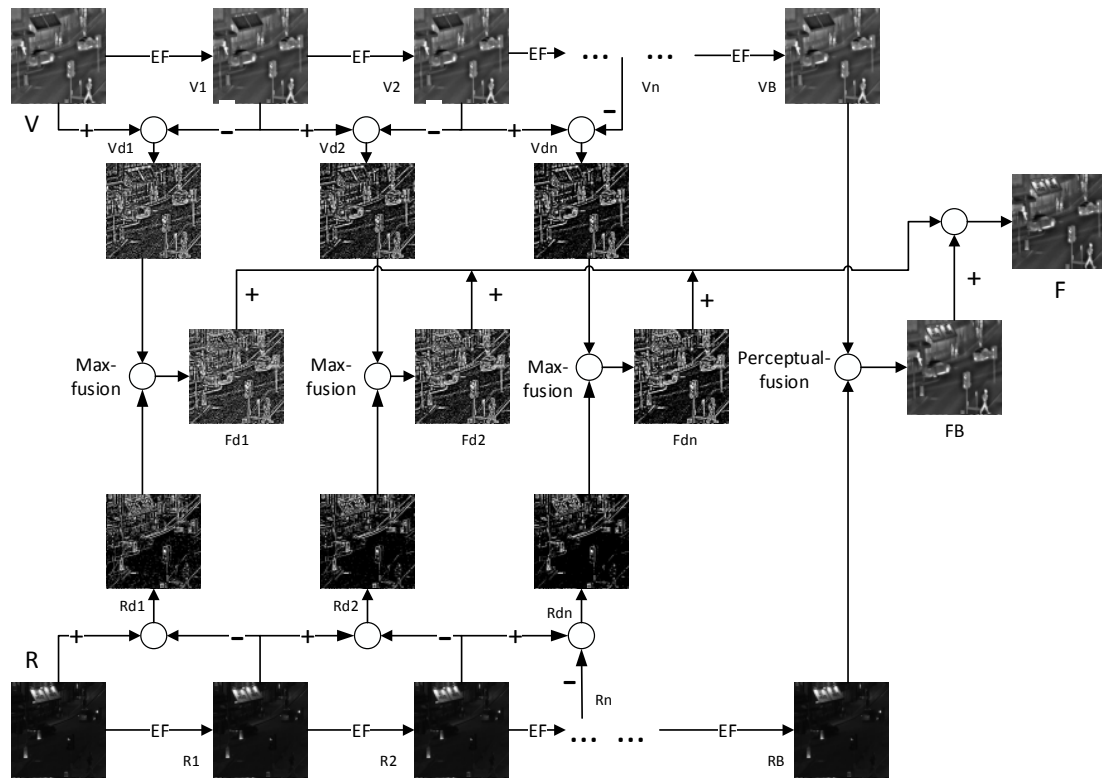 EF
EF
EF
... ...
EF
V1
V2
Vn
VB
V
+
−
+
−
+
−
Vd1
Vd2
Vdn
+
+
+
+
F
Max-
fusion
Max-
fusion
Max-
fusion
Perceptual-
fusion
Fd1
Fd2
Fdn
FB
Rd1
Rd2
Rdn
+
−
+
−
+
−
R
Rn
EF
EF
EF
... ...
EF
R1
R2
RB